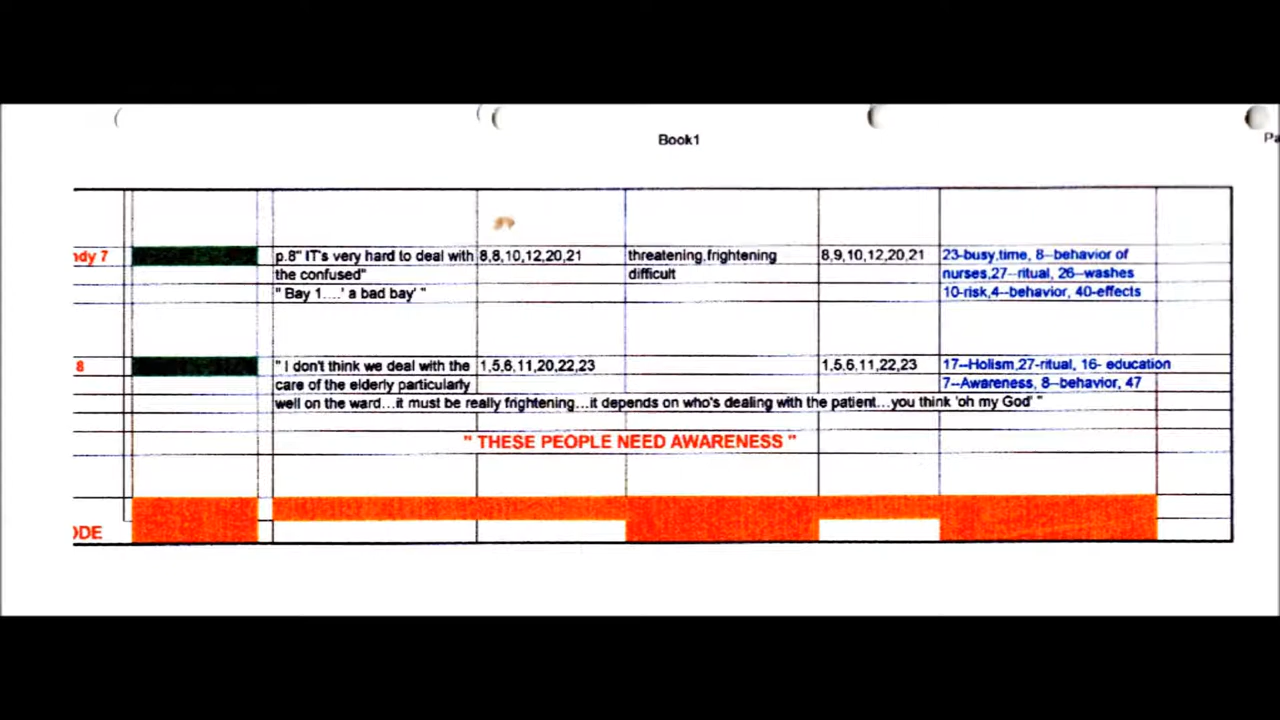 Book1
Pa
ndy 7 p.8" IT's very hard to deal with 8,8,10,12,20,21 threatening,frightening 8,9,10,12,20,21 23-busy,time, 8--behavior of
the confused" difficult nurses,27--ritual, 26--washes
" Bay 1....' a bad bay' " 10-risk,4--behavior, 40-effects
8 " I don't think we deal with the 1,5,6,11,20,22,23 1,5,6,11,22,23 17--Holism,27-ritual, 16- education
care of the elderly particularly 7--Awareness, 8--behavior, 47
well on the ward...it must be really frightening...it depends on who's dealing with the patient...you think 'oh my God' "
" THESE PEOPLE NEED AWARENESS "
ODE